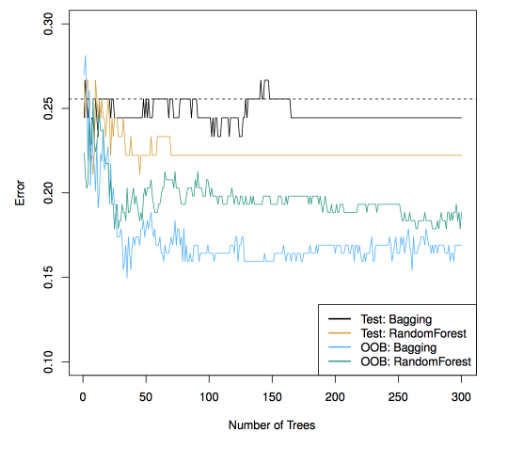 0.30
0.25
0.20
0.15
0.10
Error
0 50 100 150 200 250 300
Number of Trees
Test: Bagging
Test: RandomForest
OOB: Bagging
OOB: RandomForest